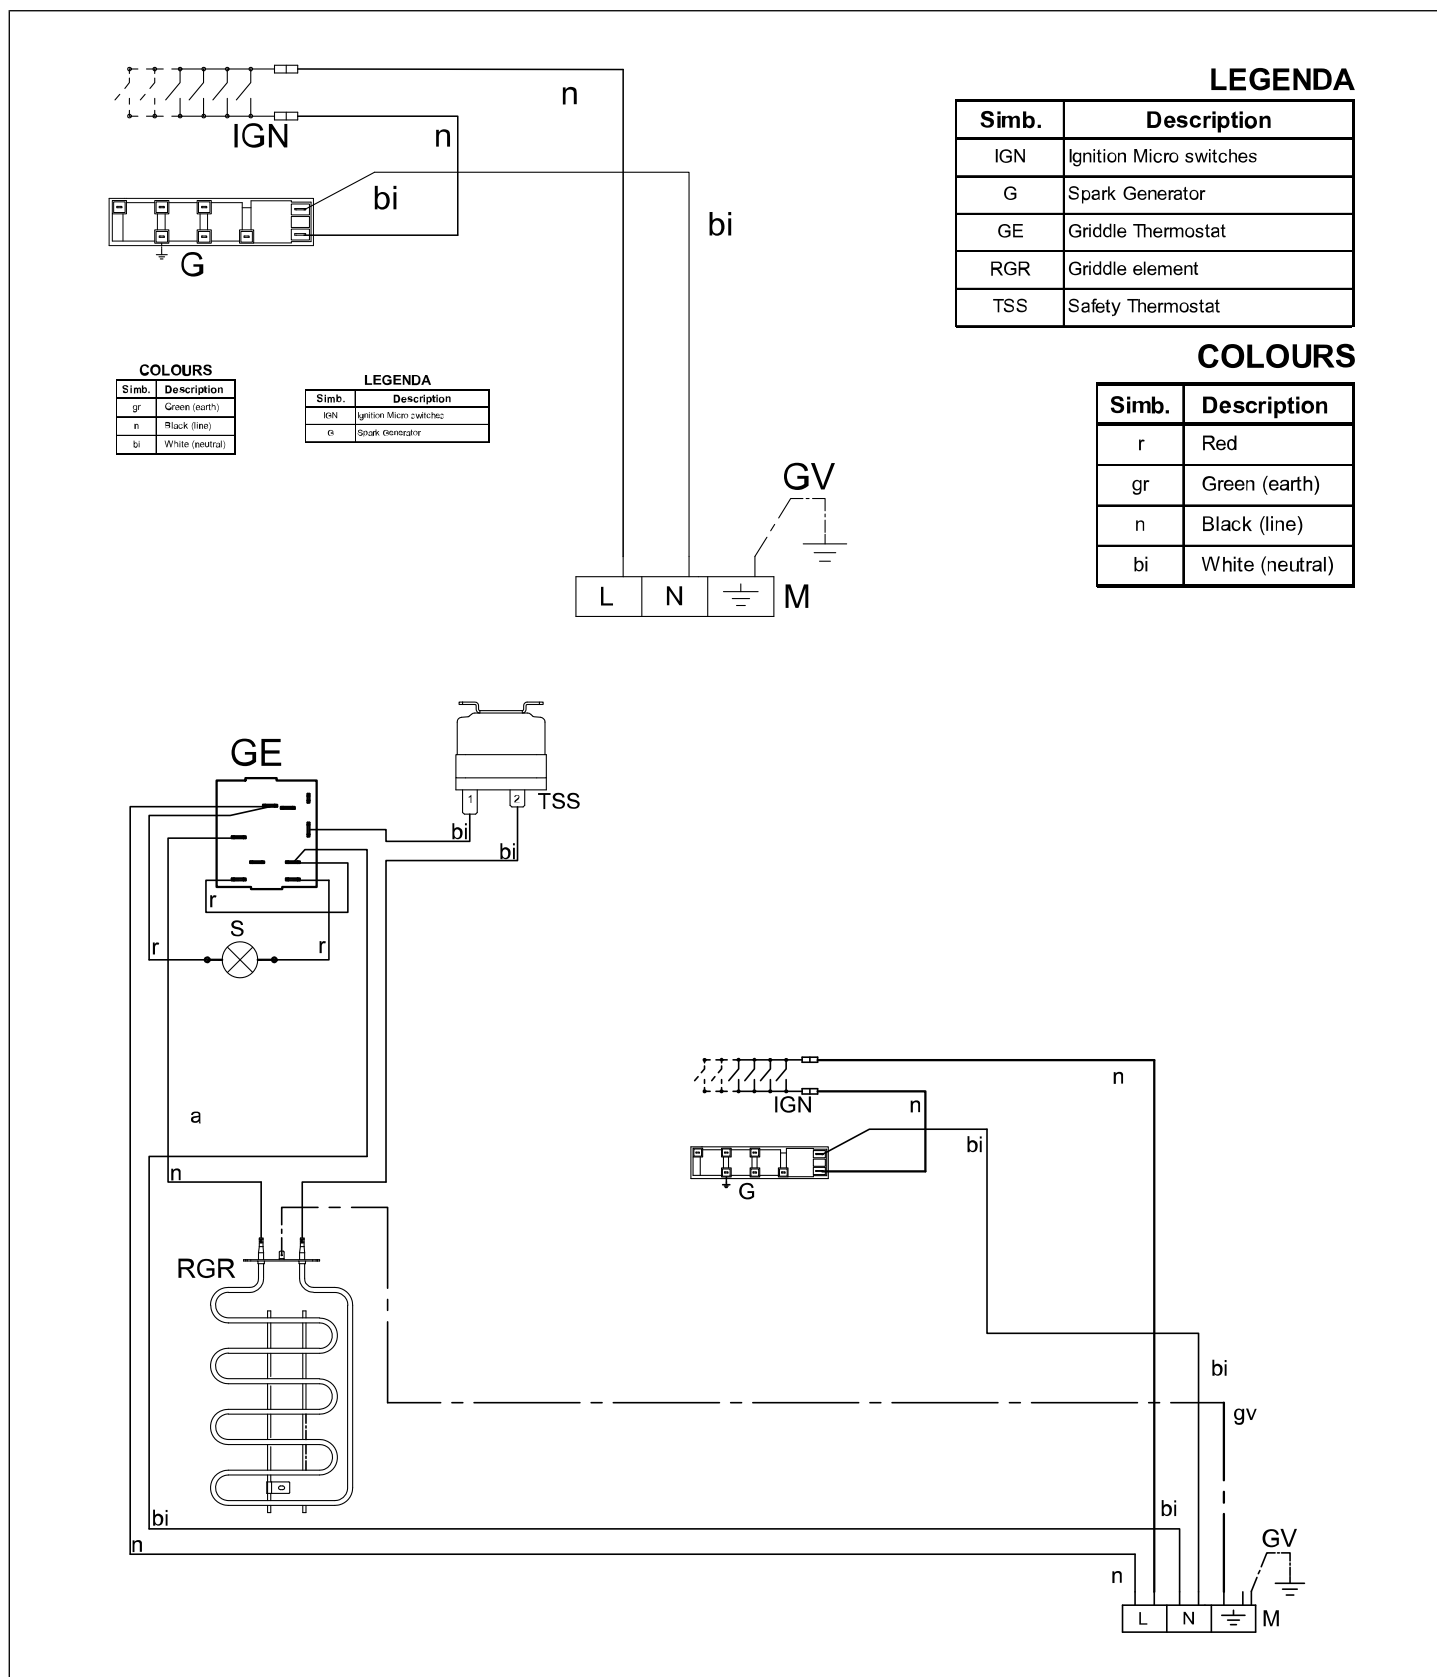 n
IGN
n
bi
bi
G
LEGENDA
Simb. Description
IGN Ignition Micro switches
G Spark Generator
GE Griddle Thermostat
RGR Griddle element
TSS Safety Thermostat
COLOURS
Simb. Description
gr Green (earth)
n Black (line)
bi White (neutral)
LEGENDA
Simb. Description
IGN Ignition Micro switches
G Spark Generator
COLOURS
Simb. Description
r Red
gr Green (earth)
n Black (line)
bi White (neutral)
GV
L N M
GE
1 2 TSS
bi
bi
r
S
r r
n
IGN n
bi
a
G
n
RGR
bi
gv
bi
bi
n
GV
n
L N M